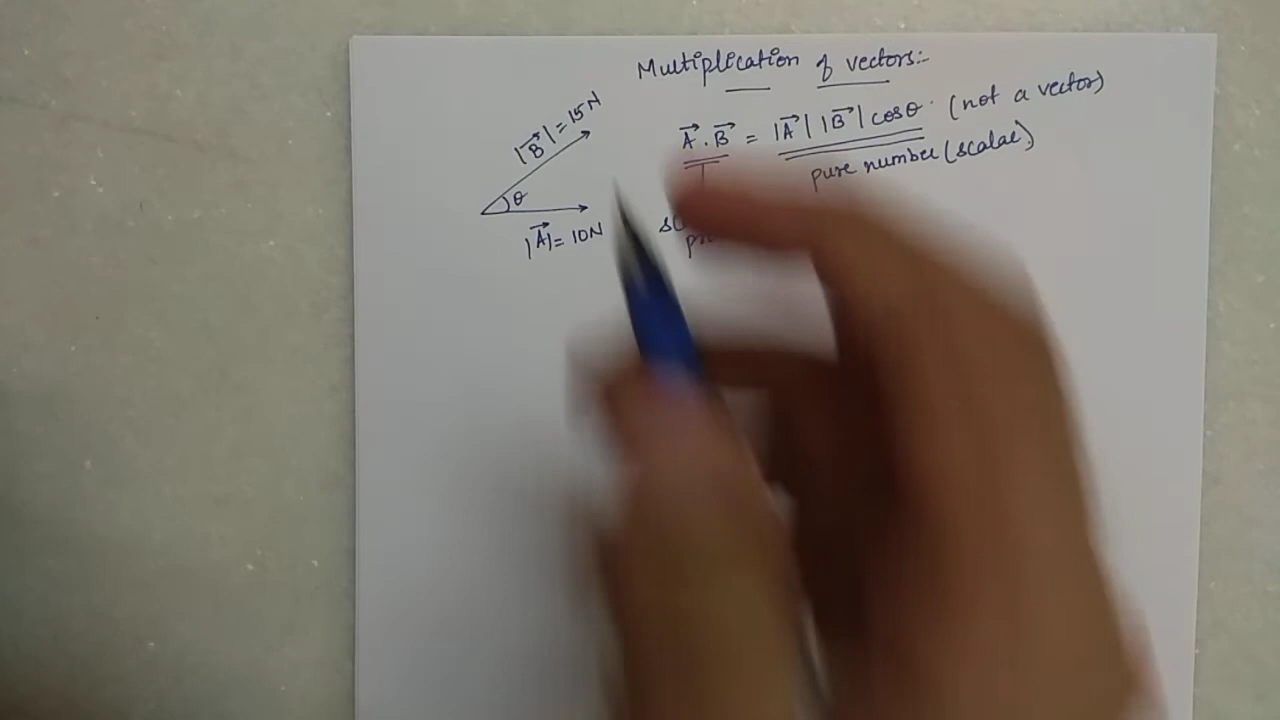 Multiplication of vectors:-
|B⃗| = 15N
A⃗ . B⃗ = |A⃗| |B⃗| cosθ. (not a vector)
pure number (scalar)
θ
|A⃗| = 10N